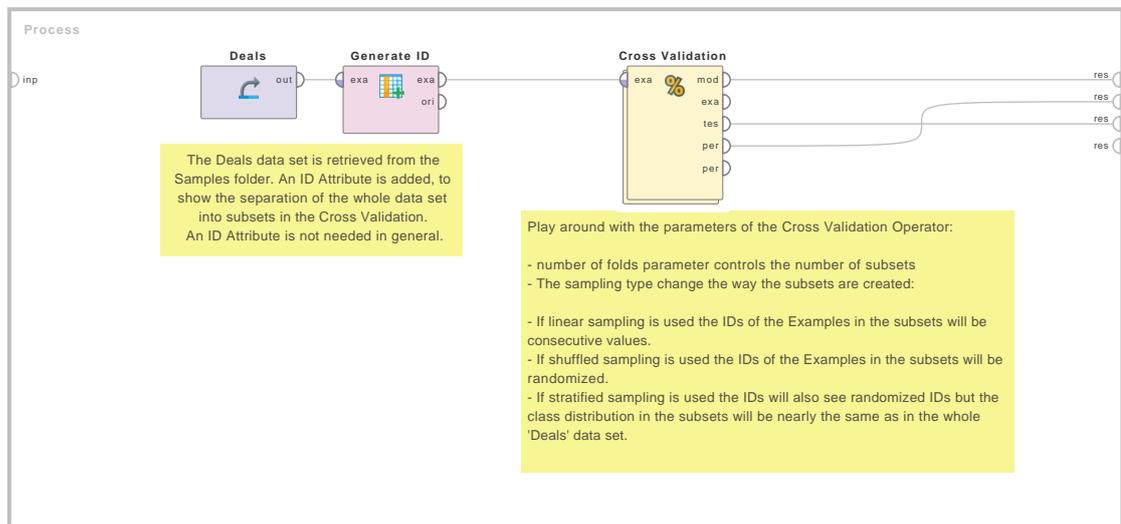 Process
inp
Deals
out
Generate ID
exa
exa
ori
Cross Validation
exa
mod
exa
tes
per
per
res
res
res
res
The Deals data set is retrieved from the
Samples folder. An ID Attribute is added, to
show the separation of the whole data set
into subsets in the Cross Validation.
An ID Attribute is not needed in general.
Play around with the parameters of the Cross Validation Operator:
- number of folds parameter controls the number of subsets
- The sampling type change the way the subsets are created:
- If linear sampling is used the IDs of the Examples in the subsets will be
consecutive values.
- If shuffled sampling is used the IDs of the Examples in the subsets will be
randomized.
- If stratified sampling is used the IDs will also see randomized IDs but the
class distribution in the subsets will be nearly the same as in the whole
'Deals' data set.